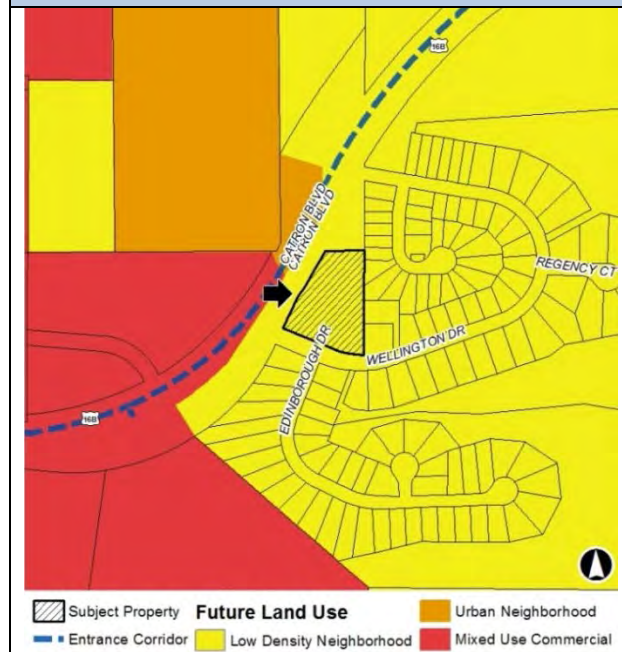 16B
CATRON BLVD
CATRON BLVD
REGENCY CT
WELLINGTON DR
EDINBOROUGH DR
16B
Subject Property
Future Land Use
Urban Neighborhood
Entrance Corridor
Low Density Neighborhood
Mixed Use Commercial